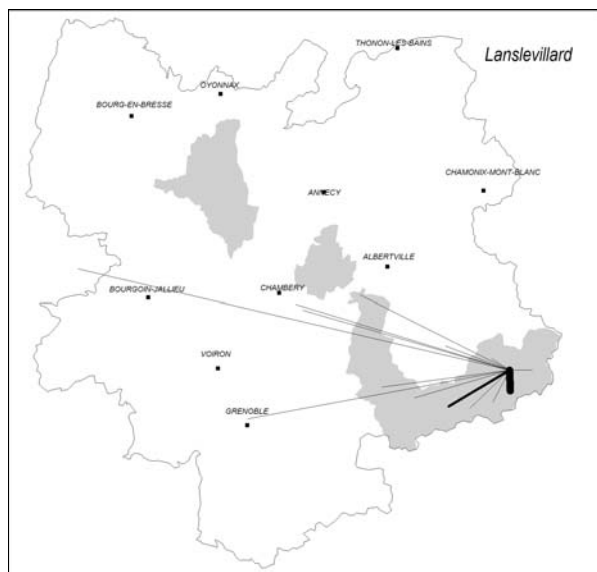 THONON-LES-BAINS
Lanslevillard
OYONNAX
BOURG-EN-BRESSE
CHAMONIX-MONT-BLANC
ANNECY
ALBERTVILLE
CHAMBERY
BOURGOIN-JALLIEU
VOIRON
GRENOBLE